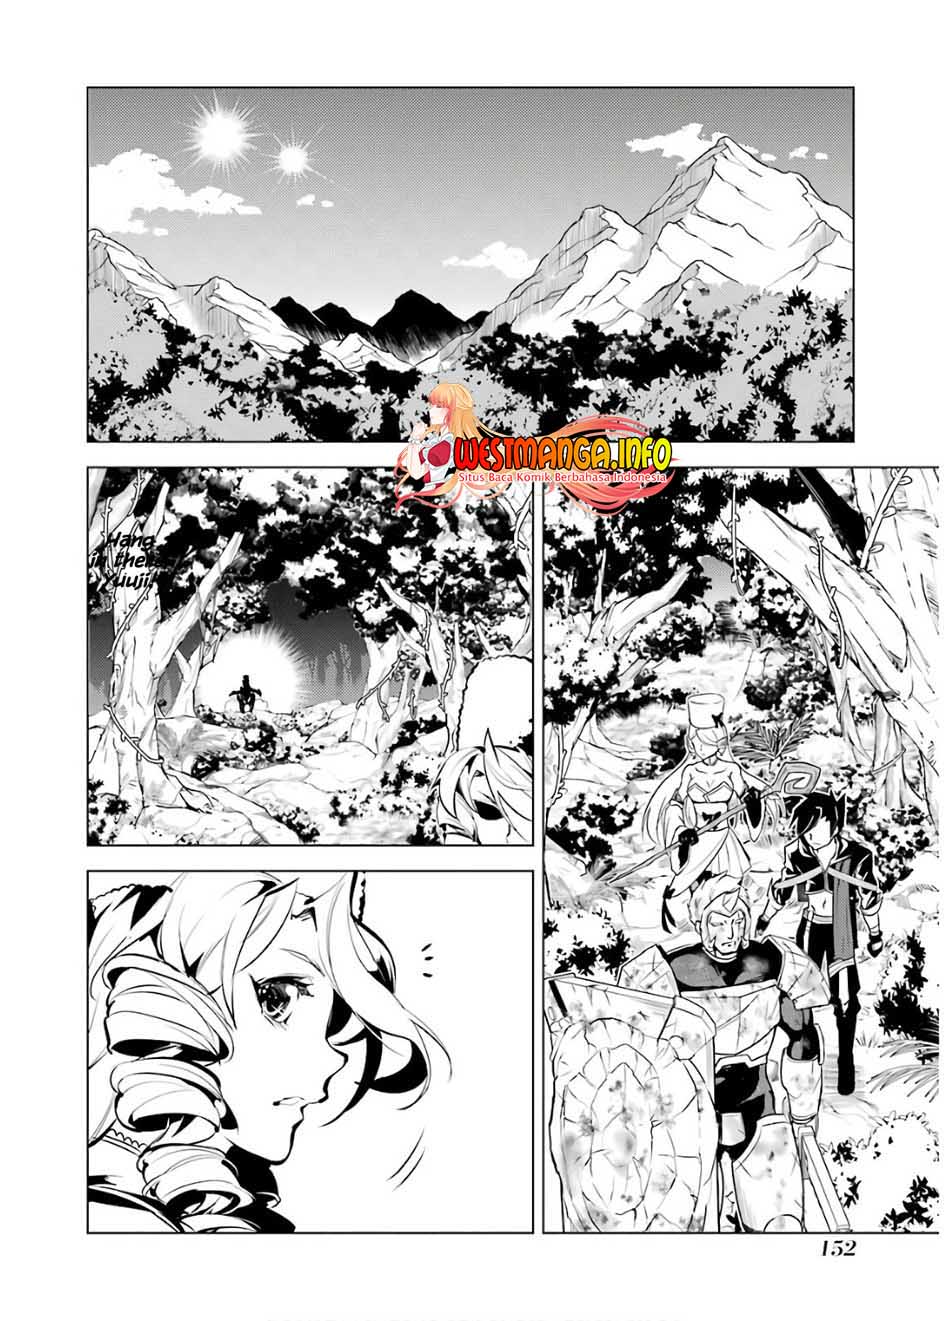 WESTMANGA.INFO
Situs Baca Komik Berbahasa Indonesia
Hang
in there,
Yuuji!
152